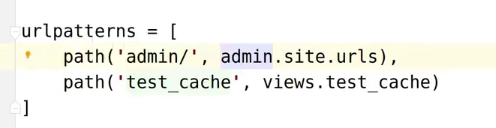 urlpatterns = [
    path('admin/', admin.site.urls),
    path('test_cache', views.test_cache)
]